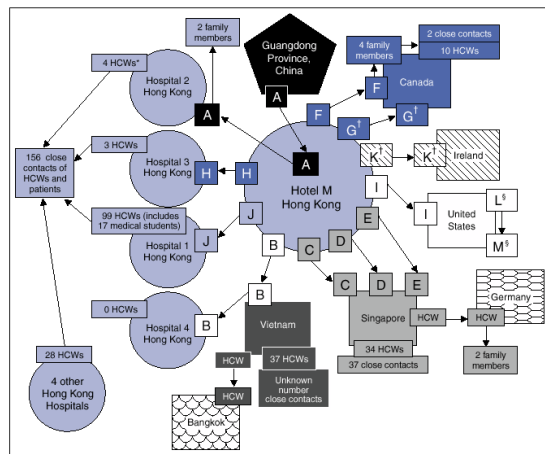 2 family
members
Guangdong
Province,
China
A
4 HCWs*
Hospital 2
Hong Kong
A
4 family
members
2 close contacts
10 HCWs
F
Canada
F
G†
G†
A
Hotel M
Hong Kong
K†
K†
Ireland
3 HCWs
Hospital 3
Hong Kong
H
H
156 close
contacts of
HCWs and
patients
I
I
United
States
L§
M§
99 HCWs (includes
17 medical students)
Hospital 1
Hong Kong
J
J
B
C
D
E
0 HCWs
Hospital 4
Hong Kong
B
B
Vietnam
HCW
37 HCWs
Unknown
number
close contacts
HCW
Bangkok
C
D
E
Singapore
HCW
34 HCWs
37 close contacts
Germany
HCW
2 family
members
28 HCWs
4 other
Hong Kong
Hospitals